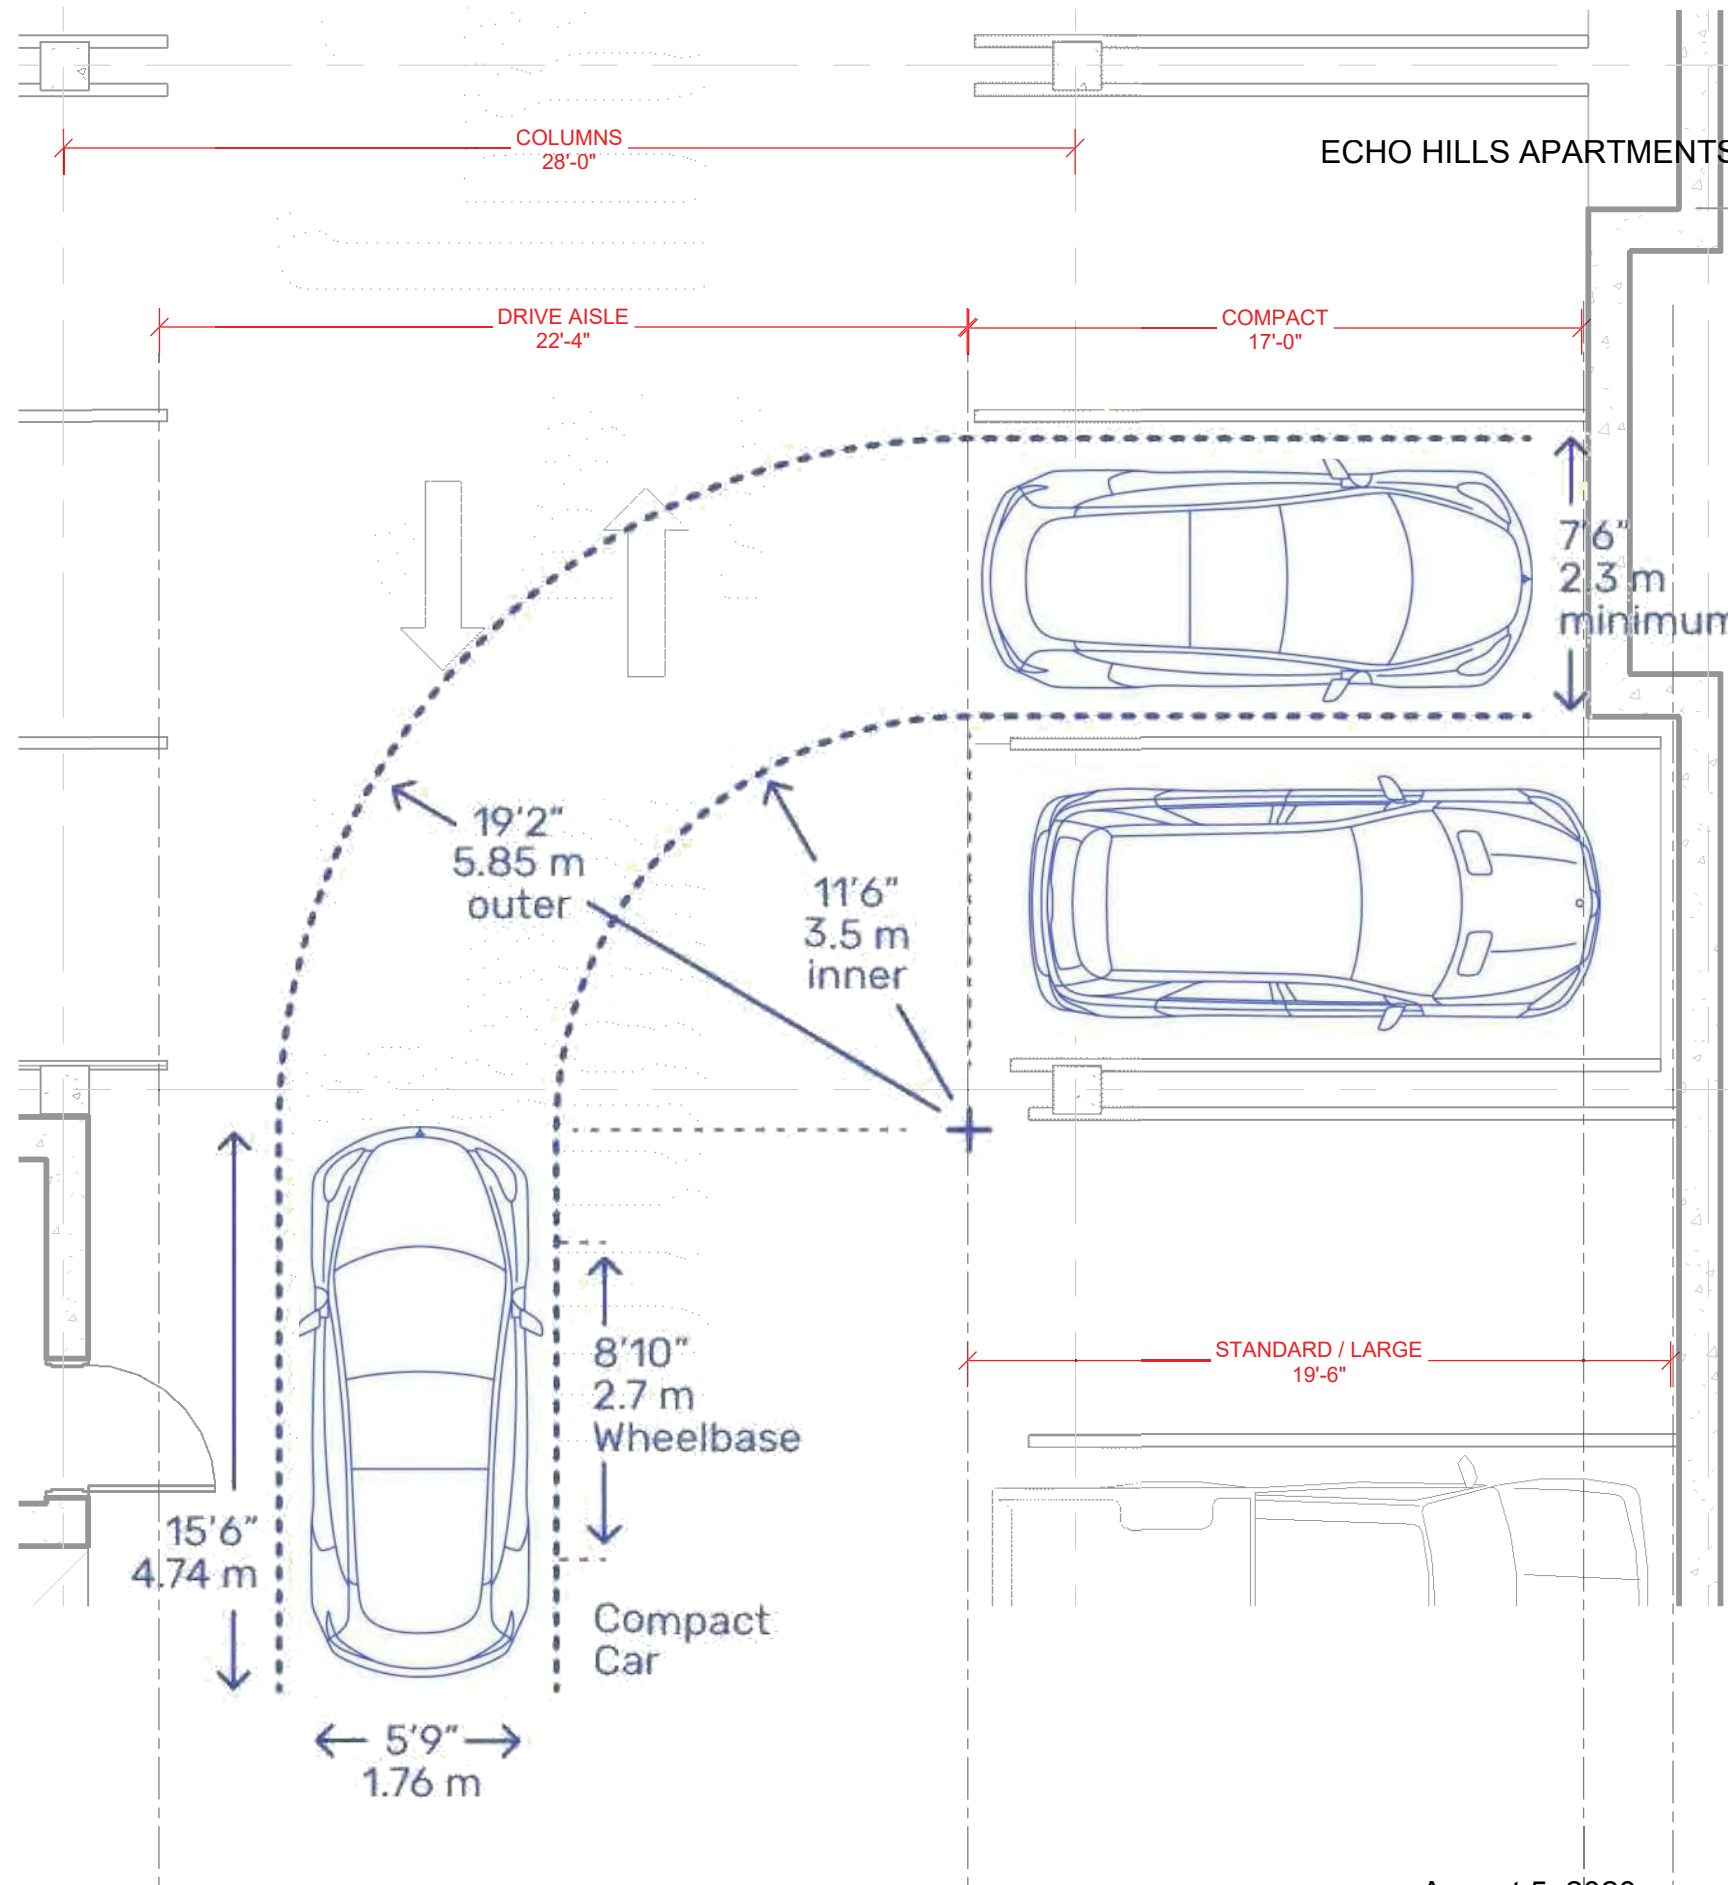 COLUMNS
28'-0"
ECHO HILLS APARTMENTS
DRIVE AISLE
22'-4"
COMPACT
17'-0"
7'6"
2.3 m
minimum
19'2"
5.85 m
outer
11'6"
3.5 m
inner
8'10"
2.7 m
Wheelbase
STANDARD / LARGE
19'-6"
15'6"
4.74 m
Compact
Car
5'9"
1.76 m